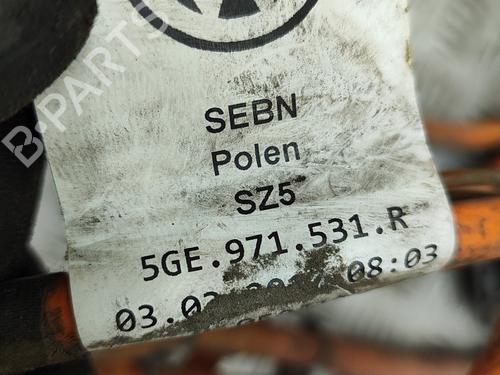 B-PARTS
SEBN
Polen
SZ5
5GE.971.531.R
08:03